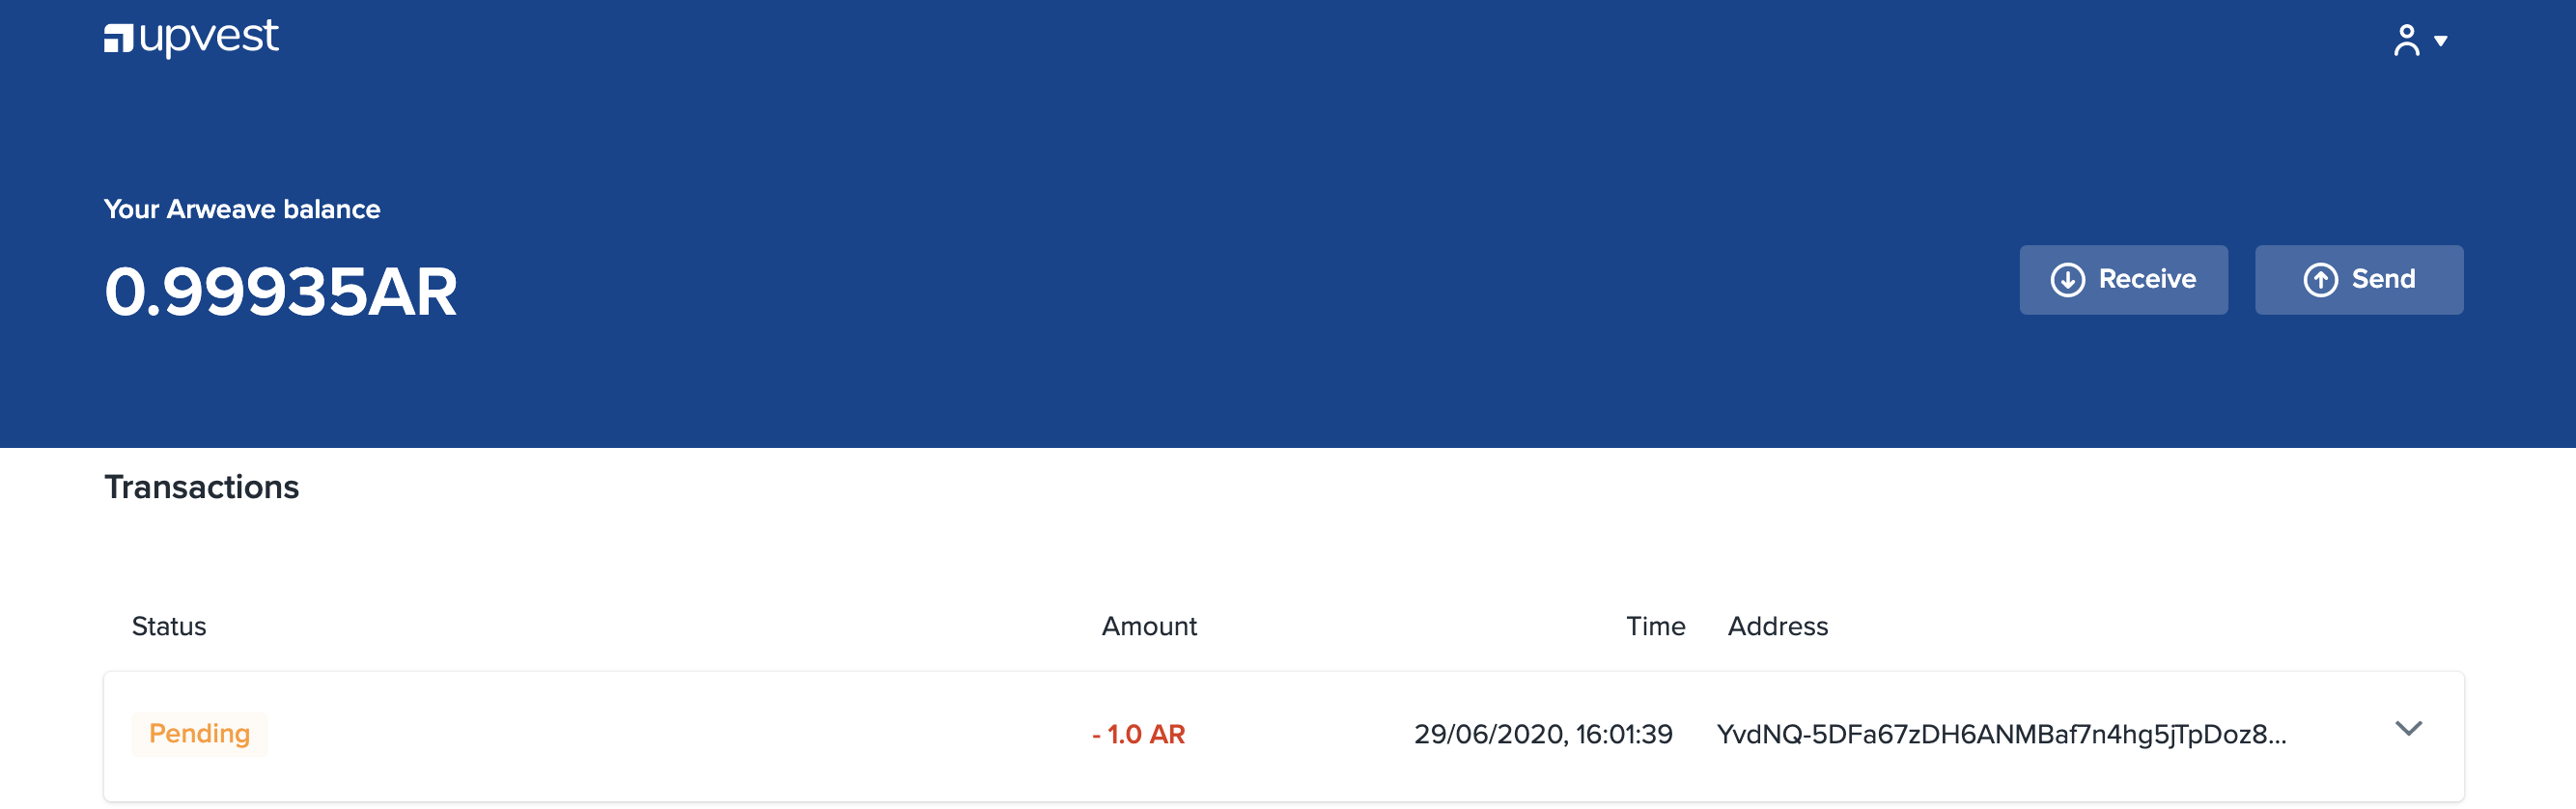 upvest
Your Arweave balance
0.99935AR
Receive
Send
Transactions
Status Amount Time Address
Pending - 1.0 AR 29/06/2020, 16:01:39 YvdNQ-5DFa67zDH6ANMBaf7n4hg5jTpDoz8...